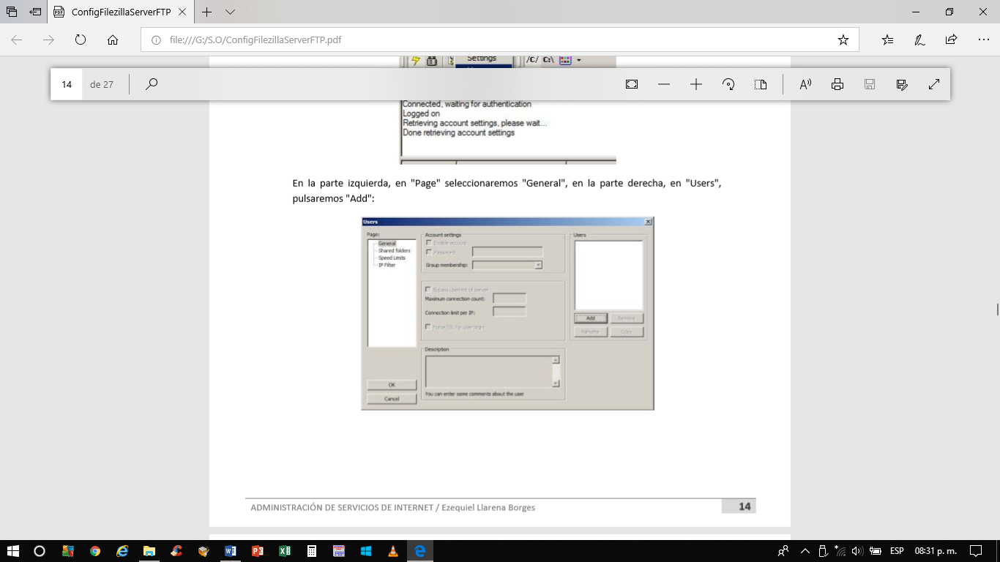 ConfigFilezillaServerFTP
file:///G:/S.O/ConfigFilezillaServerFTP.pdf
Settings
/C/ C:\
14 de 27
Connected, waiting for authentication
Logged on
Retrieving account settings, please wait...
Done retrieving account settings
En la parte izquierda, en "Page" seleccionaremos "General", en la parte derecha, en "Users",
pulsaremos "Add":
Users
Page:
General
Shared folders
Speed Limits
IP Filter
OK
Cancel
Account settings
Enable account
Password:
Group membership:
Bypass userlimit of server
Maximum connection count:
Connection limit per IP:
Force SSL for user login
Description
You can enter some comments about the user
Users
Add Remove
Rename Copy
ADMINISTRACIÓN DE SERVICIOS DE INTERNET / Ezequiel Llarena Borges 14
ESP 08:31 p. m.